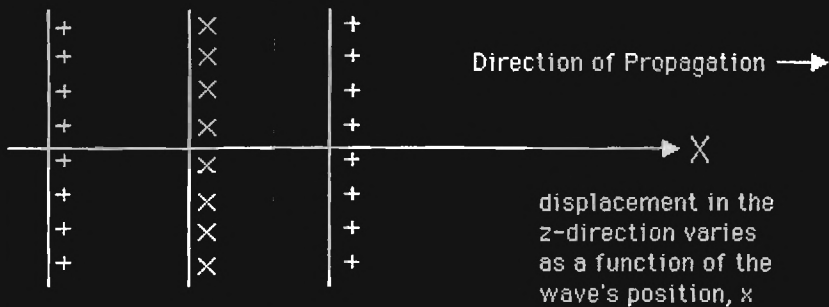 + × +
+ × +
+ × +
+ × +
+ × +
+ × +
+ × +
+ × +
Direction of Propagation →
X
displacement in the
z-direction varies
as a function of the
wave's position, x